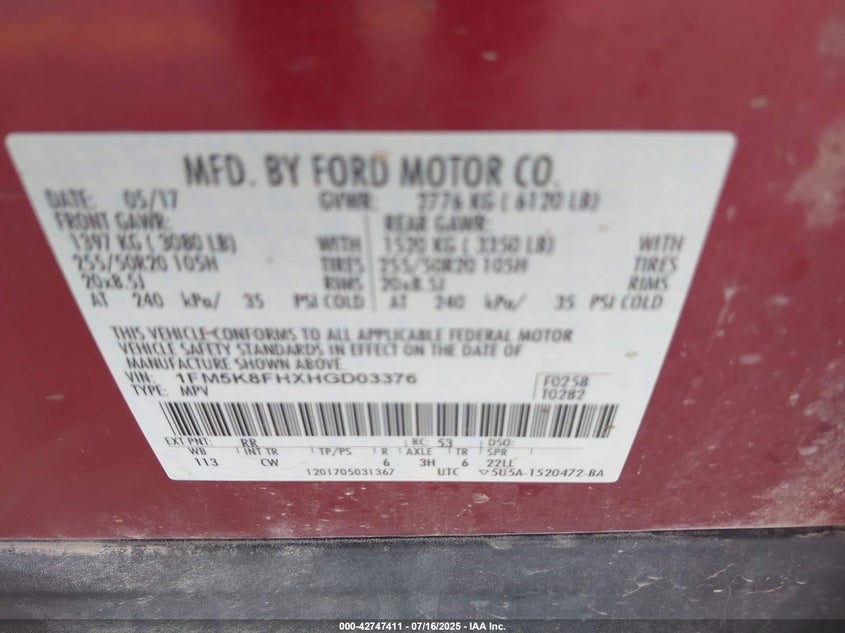 MFD. BY FORD MOTOR CO.
DATE: 05/17 GVWR: 2776 KG ( 6120 LB)
FRONT GAWR: REAR GAWR:
1397 KG ( 3080 LB) WITH 1520 KG ( 3350 LB) WITH
255/50R20 105H TIRES 255/50R20 105H TIRES
20x8.5J RIMS 20x8.5J RIMS
AT 240 kPa/ 35 PSI COLD AT 240 kPa/ 35 PSI COLD
THIS VEHICLE CONFORMS TO ALL APPLICABLE FEDERAL MOTOR
VEHICLE SAFETY STANDARDS IN EFFECT ON THE DATE OF
MANUFACTURE SHOWN ABOVE.
VIN: 1FM5K8FHXHGD03376 F0258
TYPE: MPV T0282
EXT PNT: RR RC: 53 DSO:
WB INT TR TP/PS R AXLE TR SPR
113 CW 6 3H 6 22LL
1201705031367 UTC ▽5U5A-1520472-BA
000-42747411 - 07/16/2025 - IAA Inc.